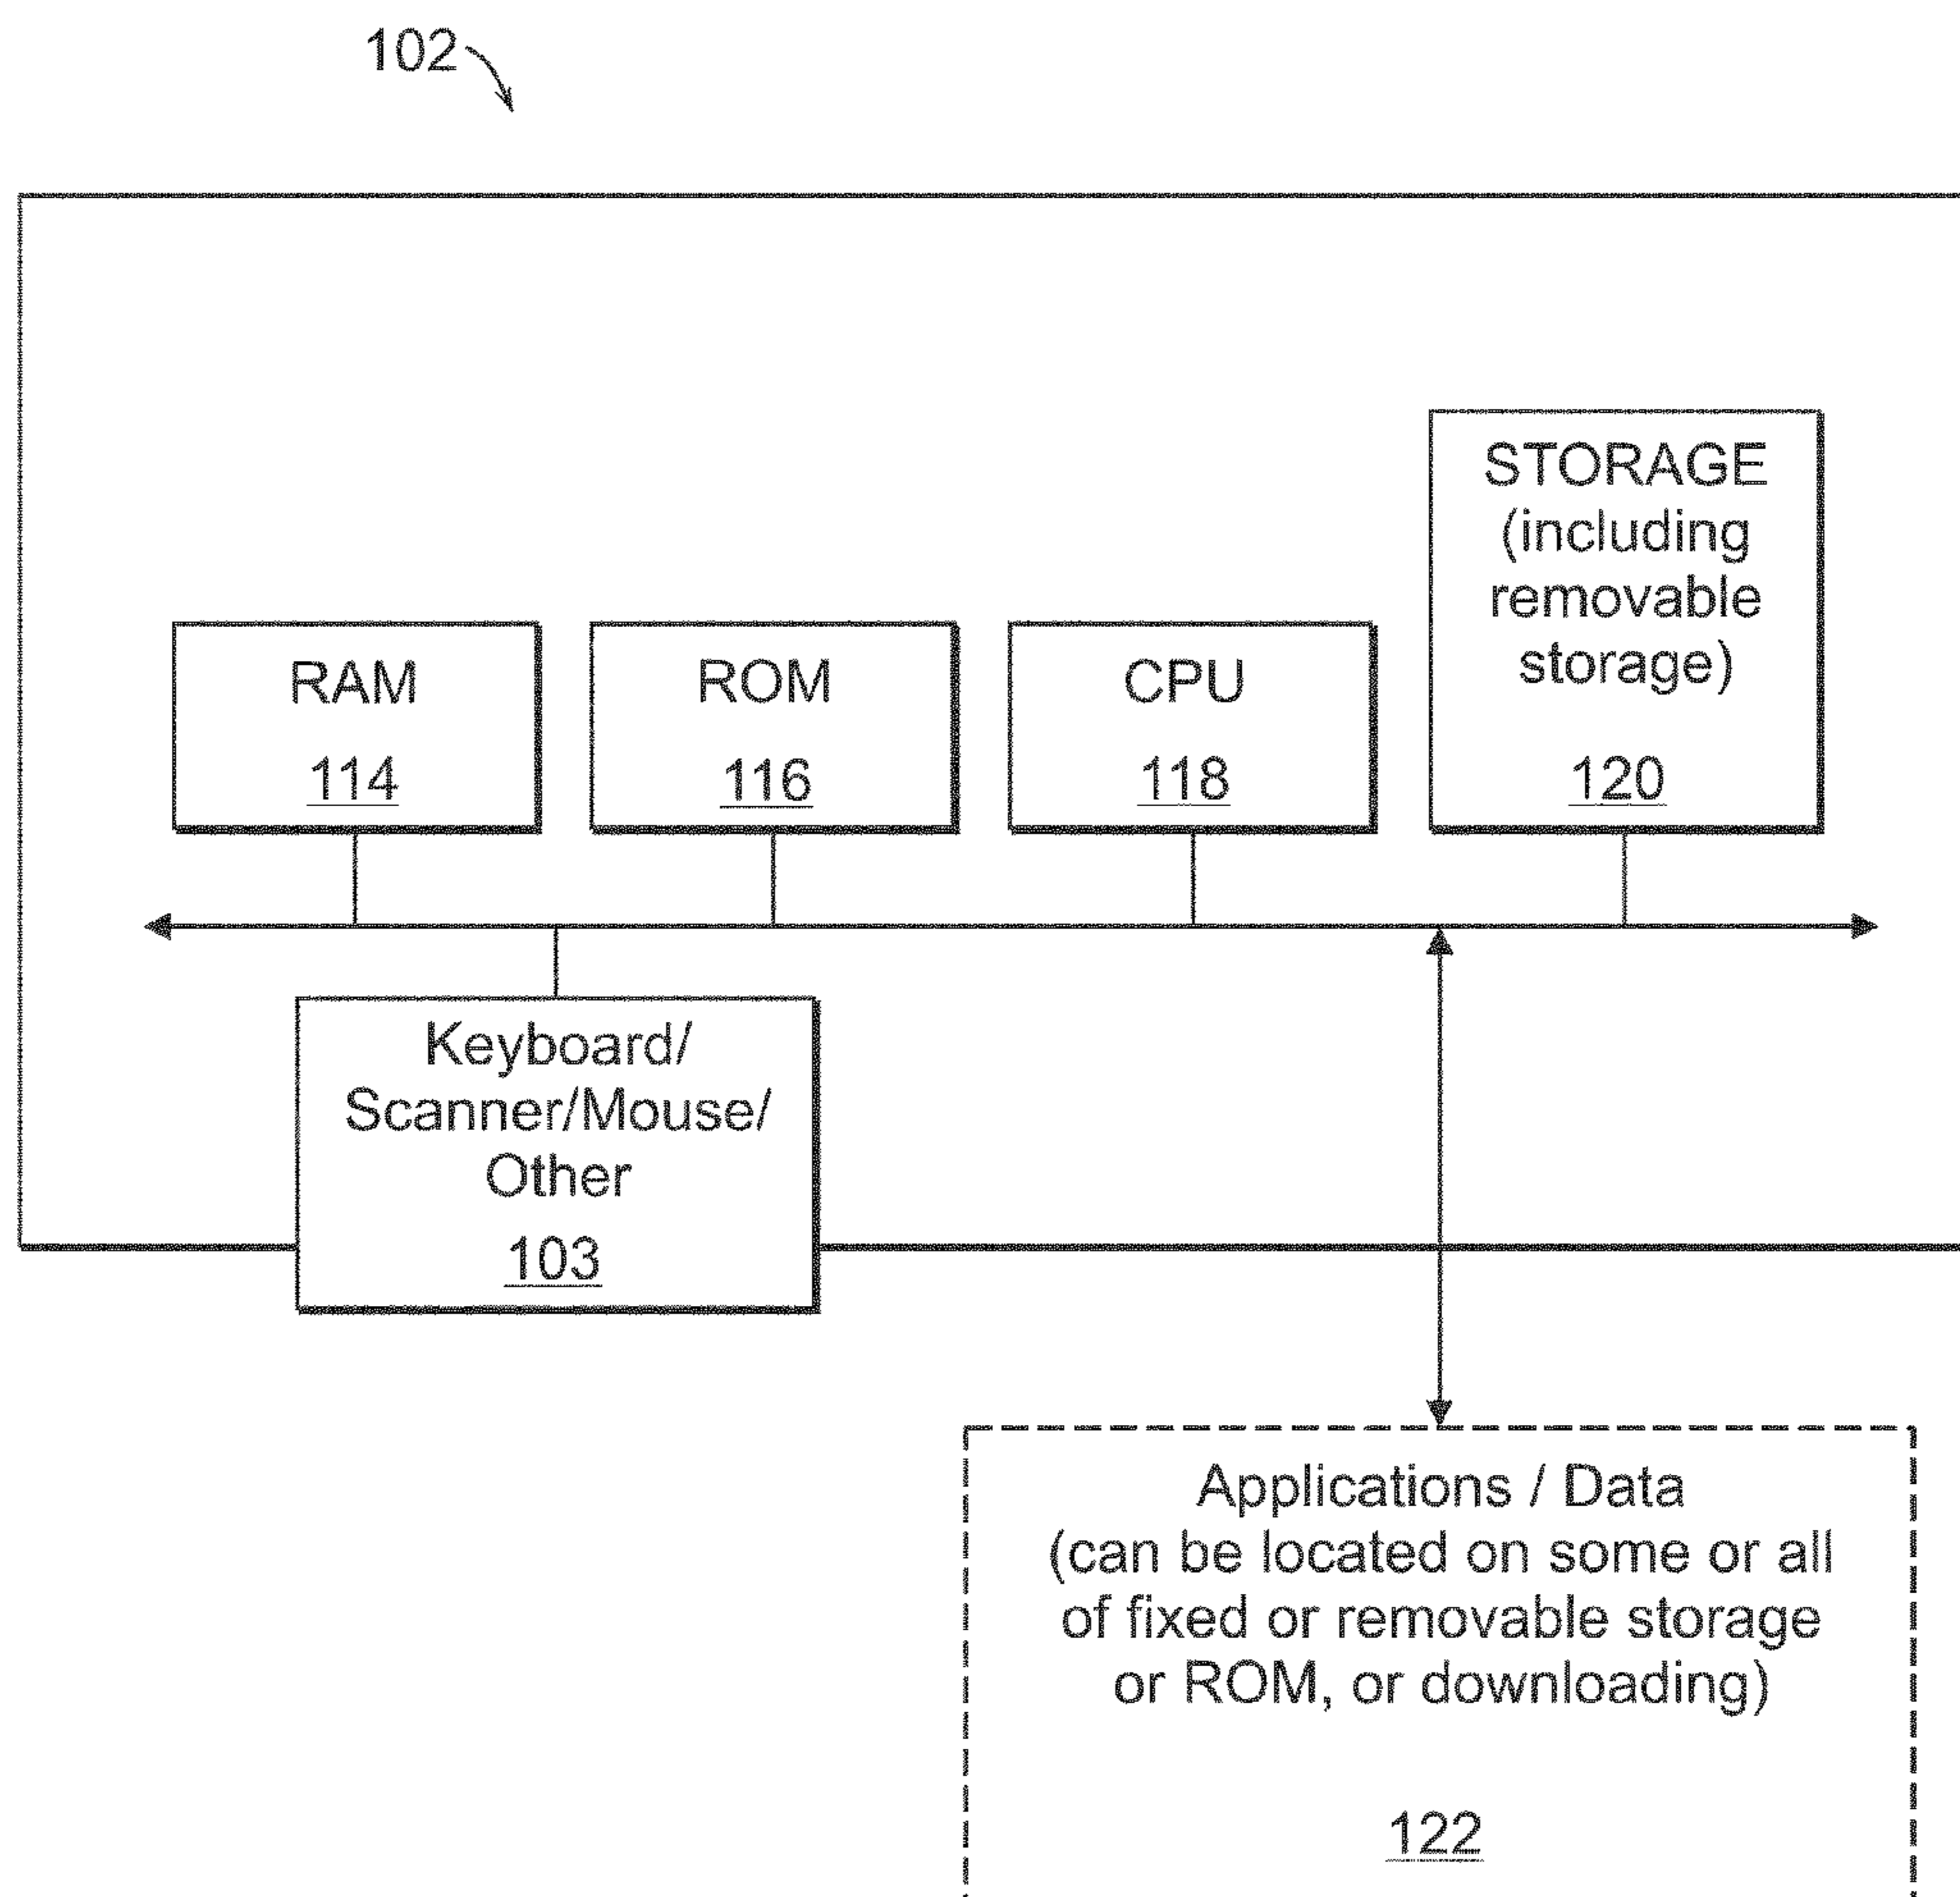 102
STORAGE
(including
removable
storage)
120
RAM
114
ROM
116
CPU
118
Keyboard/
Scanner/Mouse/
Other
103
Applications / Data
(can be located on some or all
of fixed or removable storage
or ROM, or downloading)
122